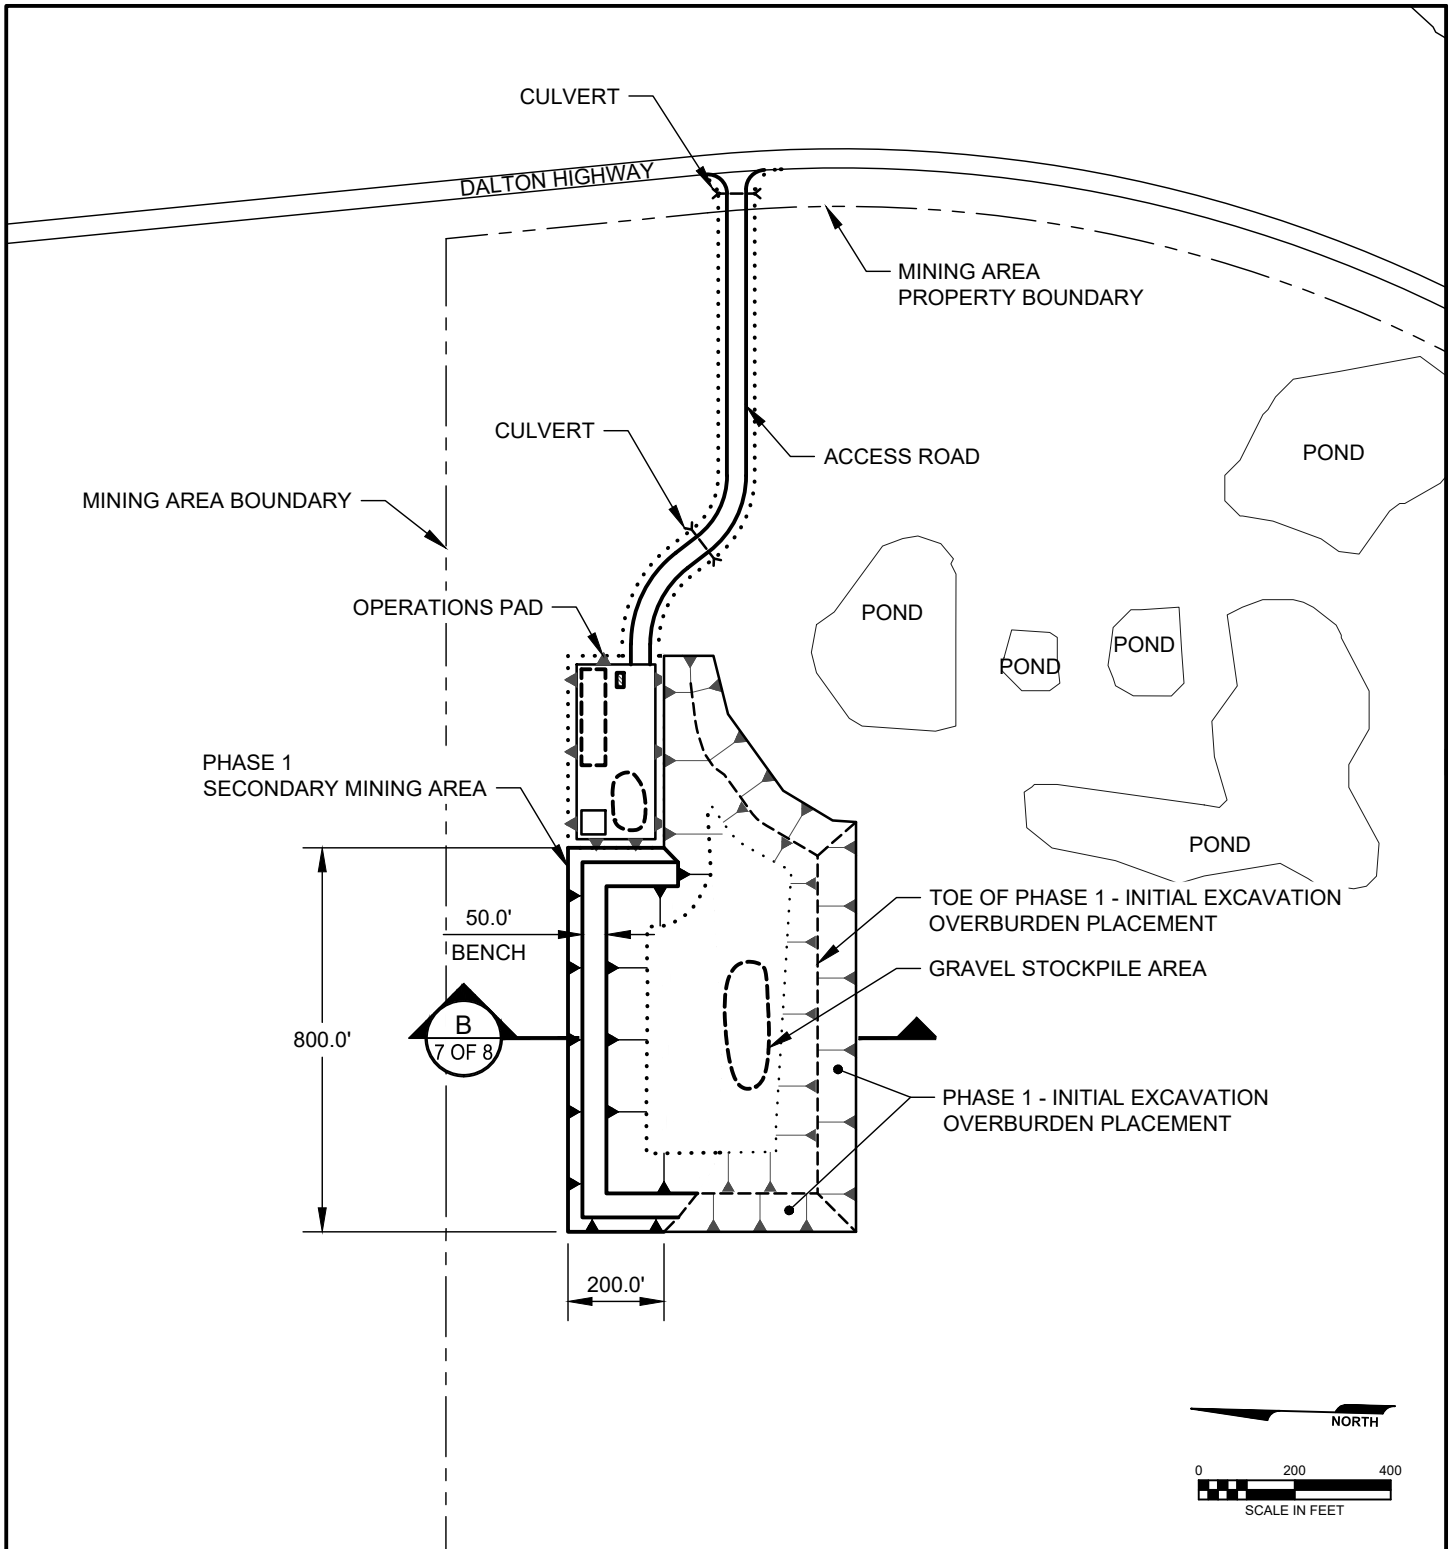 CULVERT
DALTON HIGHWAY
MINING AREA
PROPERTY BOUNDARY
CULVERT
ACCESS ROAD
POND
MINING AREA BOUNDARY
OPERATIONS PAD
POND
POND
POND
PHASE 1
SECONDARY MINING AREA
POND
TOE OF PHASE 1 - INITIAL EXCAVATION
OVERBURDEN PLACEMENT
50.0'
BENCH
GRAVEL STOCKPILE AREA
B
7 OF 8
800.0'
PHASE 1 - INITIAL EXCAVATION
OVERBURDEN PLACEMENT
200.0'
NORTH
0 200 400
SCALE IN FEET